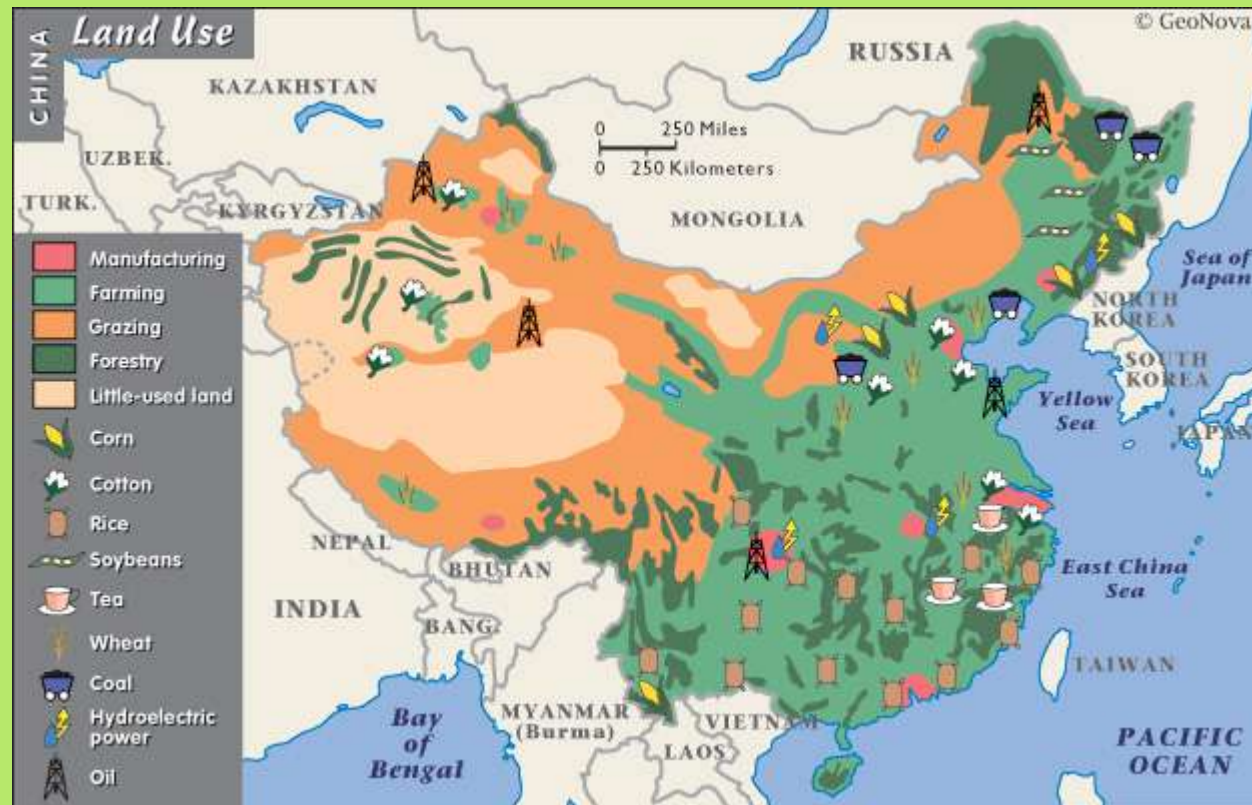 CHINA
Land Use
© GeoNova
RUSSIA
KAZAKHSTAN
0 250 Miles
0 250 Kilometers
UZBEK.
TURK.
KYRGYZSTAN
MONGOLIA
Manufacturing
Farming
Grazing
Forestry
Little-used land
Corn
Cotton
Rice
Soybeans
Tea
Wheat
Coal
Hydroelectric
power
Oil
Sea of
Japan
NORTH
KOREA
SOUTH
KOREA
Yellow
Sea
JAPAN
NEPAL
BHUTAN
INDIA
BANG.
East China
Sea
TAIWAN
MYANMAR
(Burma)
VIETNAM
LAOS
Bay
of
Bengal
PACIFIC
OCEAN